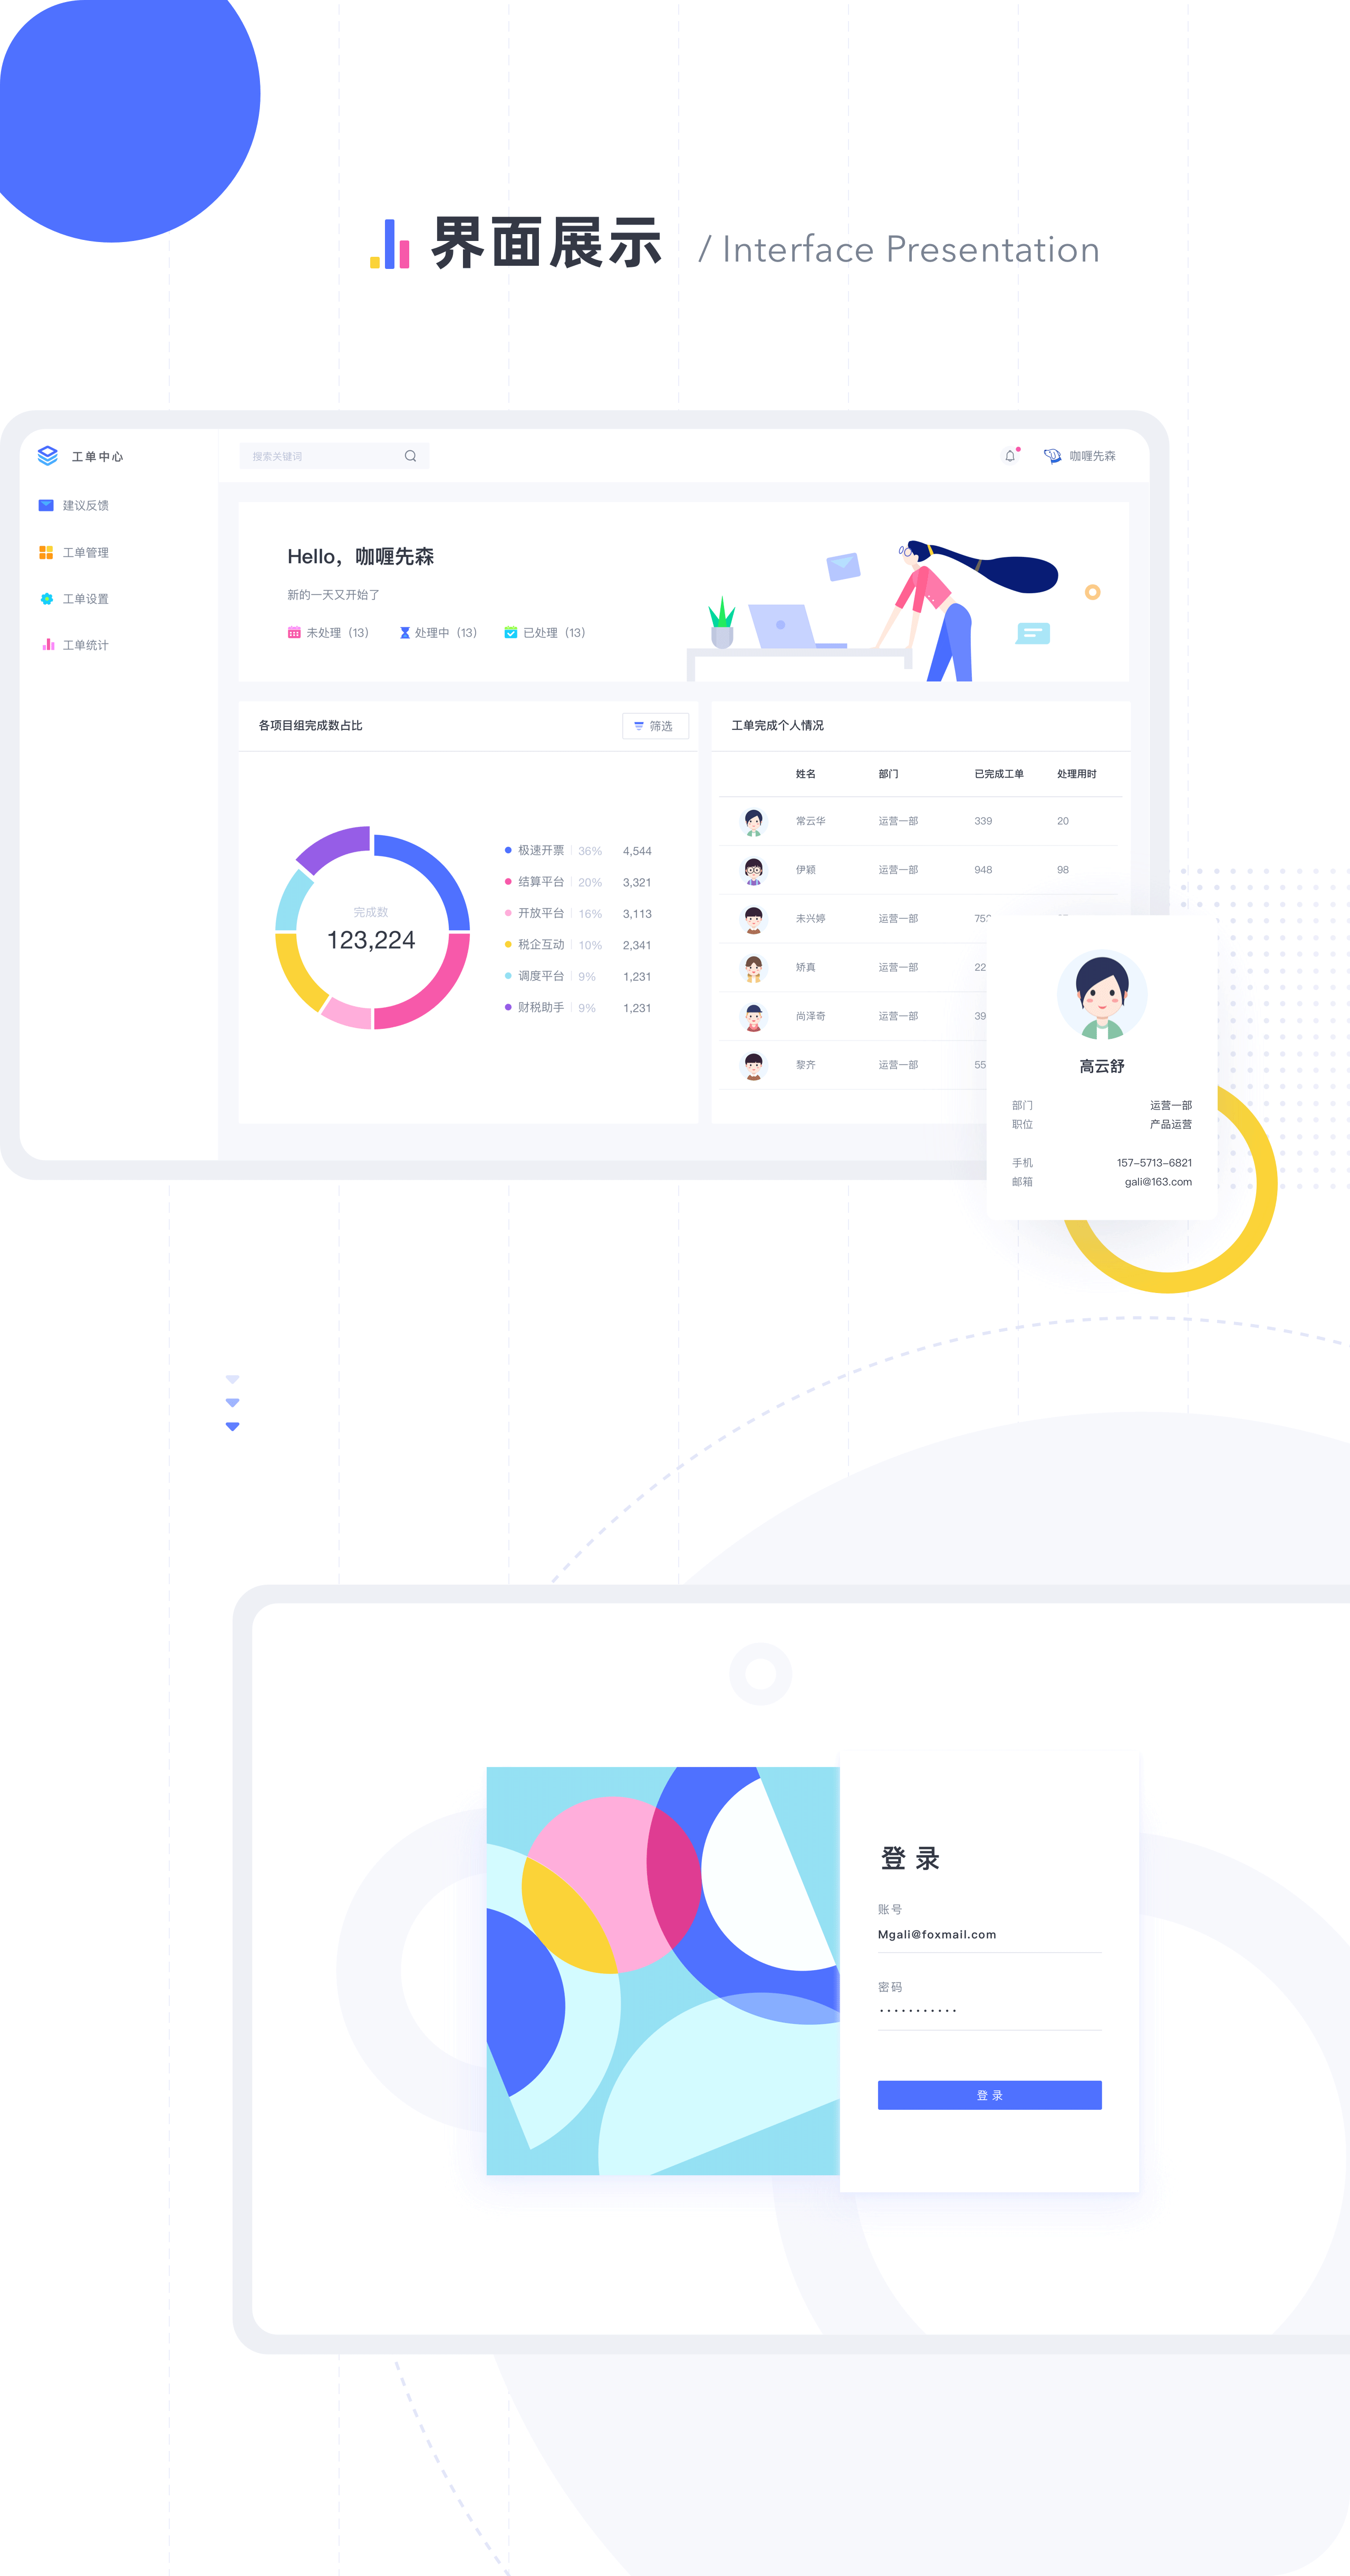 界面展示 / Interface Presentation
工单中心
搜索关键词
咖喱先森
建议反馈
工单管理
工单设置
工单统计
Hello，咖喱先森
新的一天又开始了
未处理（13） 处理中（13） 已处理（13）
各项目组完成数占比
筛选
完成数
123,224
极速开票 36% 4,544
结算平台 20% 3,321
开放平台 16% 3,113
税企互动 10% 2,341
调度平台 9% 1,231
财税助手 9% 1,231
工单完成个人情况
姓名 部门 已完成工单 处理用时
常云华 运营一部 339 20
伊颖 运营一部 948 98
未兴婷 运营一部
娇真 运营一部 22
尚泽奇 运营一部 39
黎齐 运营一部 55
高云舒
部门 运营一部
职位 产品运营
手机 157-5713-6821
邮箱 gali@163.com
登录
账号
Mgali@foxmail.com
密码
···········
登录